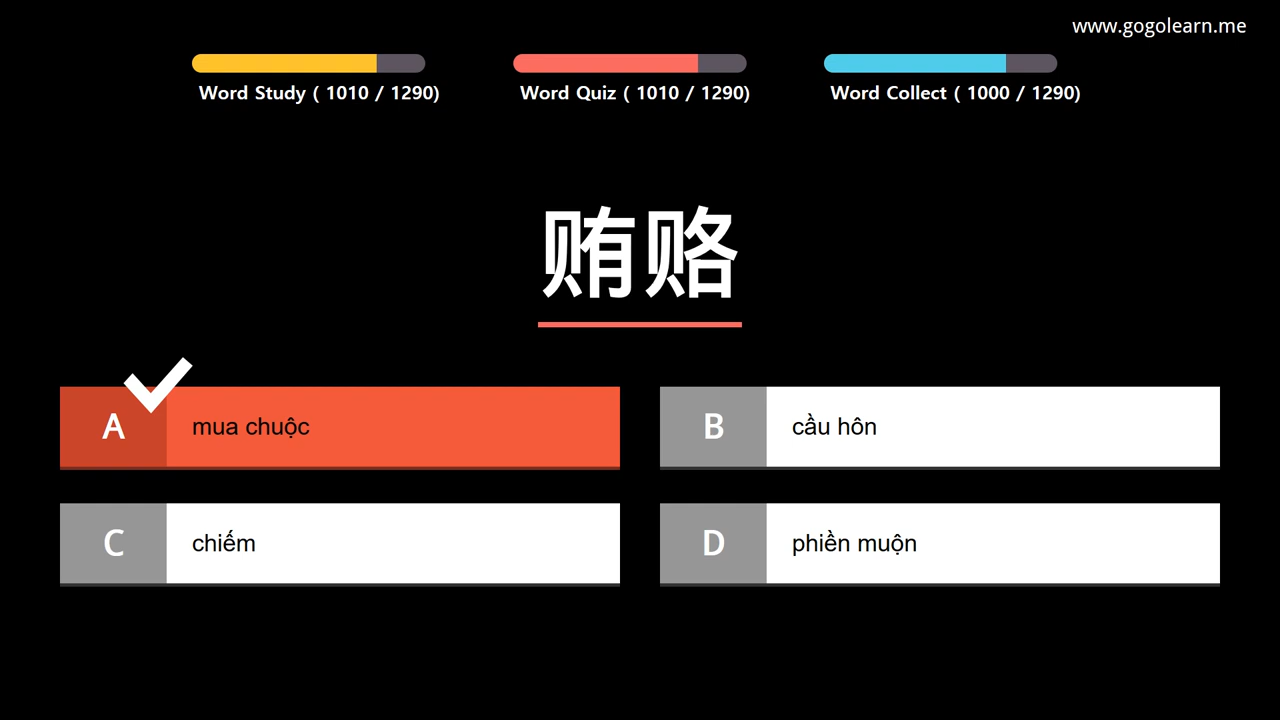 www.gogolearn.me
Word Study ( 1010 / 1290)
Word Quiz ( 1010 / 1290)
Word Collect ( 1000 / 1290)
贿赂
A mua chuộc
B cầu hôn
C chiếm
D phiền muộn